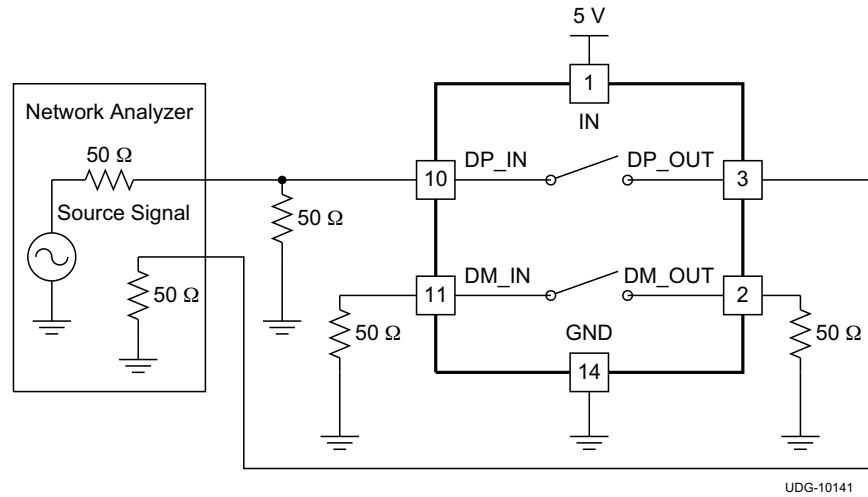 5 V
1
IN
Network Analyzer
50 Ω
Source Signal
50 Ω
50 Ω
10
DP_IN
DP_OUT
3
11
DM_IN
DM_OUT
2
50 Ω
GND
14
50 Ω
UDG-10141